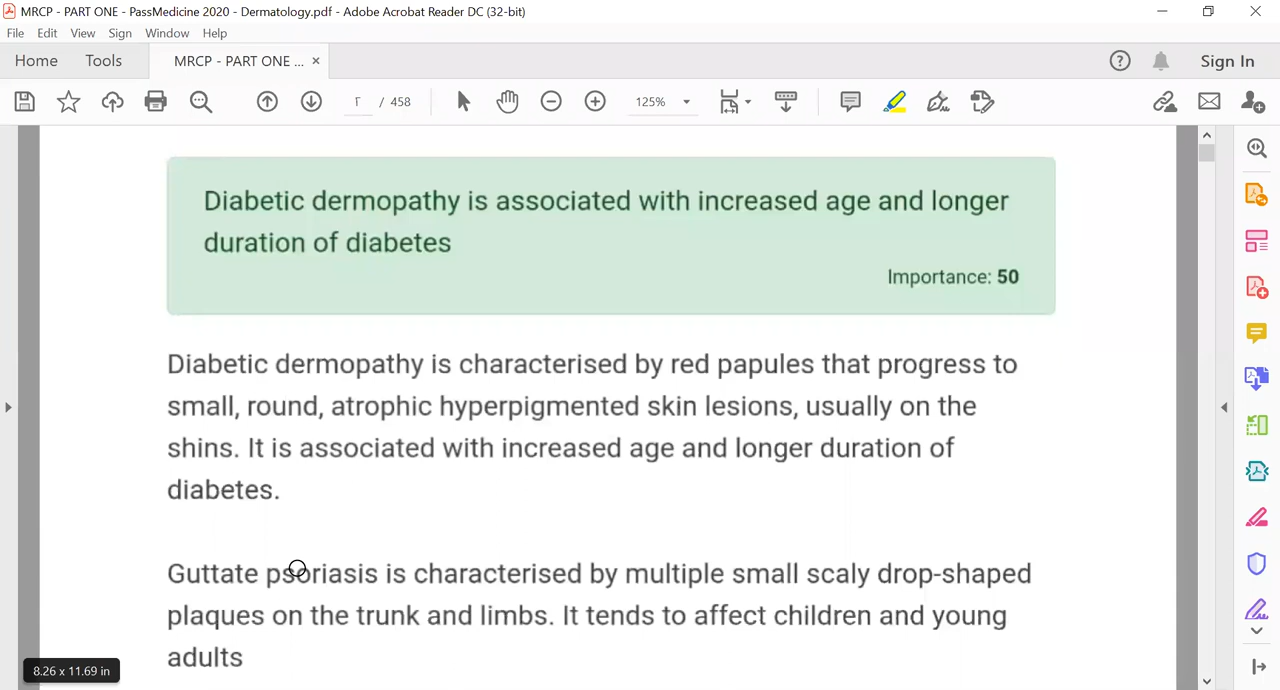 MRCP - PART ONE - PassMedicine 2020 - Dermatology.pdf - Adobe Acrobat Reader DC (32-bit)
File Edit View Sign Window Help
Home Tools MRCP - PART ONE ... × Sign In
/ 458 125%
Diabetic dermopathy is associated with increased age and longer
duration of diabetes
Importance: 50
Diabetic dermopathy is characterised by red papules that progress to
small, round, atrophic hyperpigmented skin lesions, usually on the
shins. It is associated with increased age and longer duration of
diabetes.
Guttate psoriasis is characterised by multiple small scaly drop-shaped
plaques on the trunk and limbs. It tends to affect children and young
adults
8.26 x 11.69 in